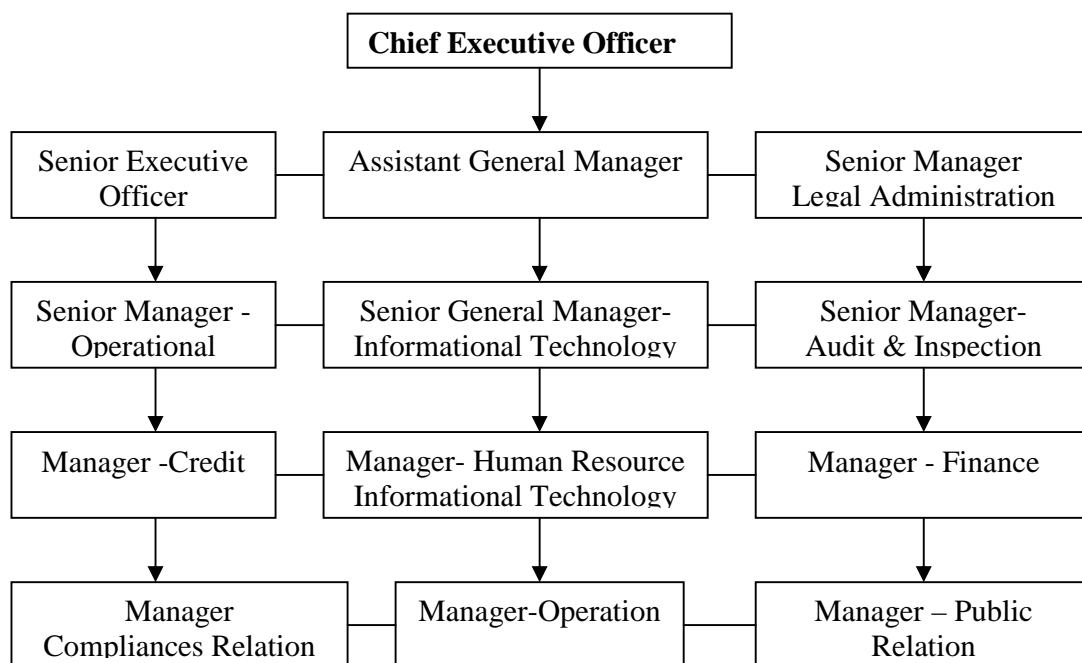 Chief Executive Officer
Senior Executive
Officer
Assistant General Manager
Senior Manager
Legal Administration
Senior Manager -
Operational
Senior General Manager-
Informational Technology
Senior Manager-
Audit & Inspection
Manager -Credit
Manager- Human Resource
Informational Technology
Manager - Finance
Manager
Compliances Relation
Manager-Operation
Manager – Public
Relation